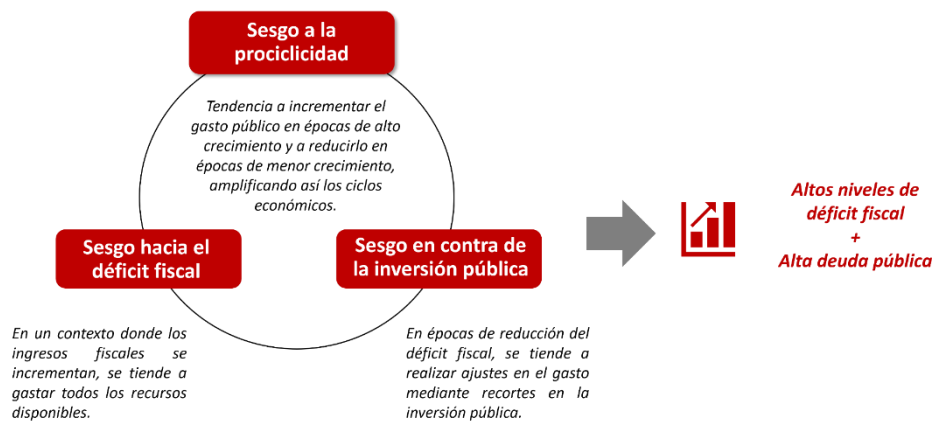 Sesgo a la
prociclicidad
Tendencia a incrementar el
gasto público en épocas de alto
crecimiento y a reducirlo en
épocas de menor crecimiento,
amplificando así los ciclos
económicos.
Sesgo hacia el
déficit fiscal
En un contexto donde los
ingresos fiscales se
incrementan, se tiende a
gastar todos los recursos
disponibles.
Sesgo en contra de
la inversión pública
En épocas de reducción del
déficit fiscal, se tiende a
realizar ajustes en el gasto
mediante recortes en la
inversión pública.
Altos niveles de
déficit fiscal
+
Alta deuda pública